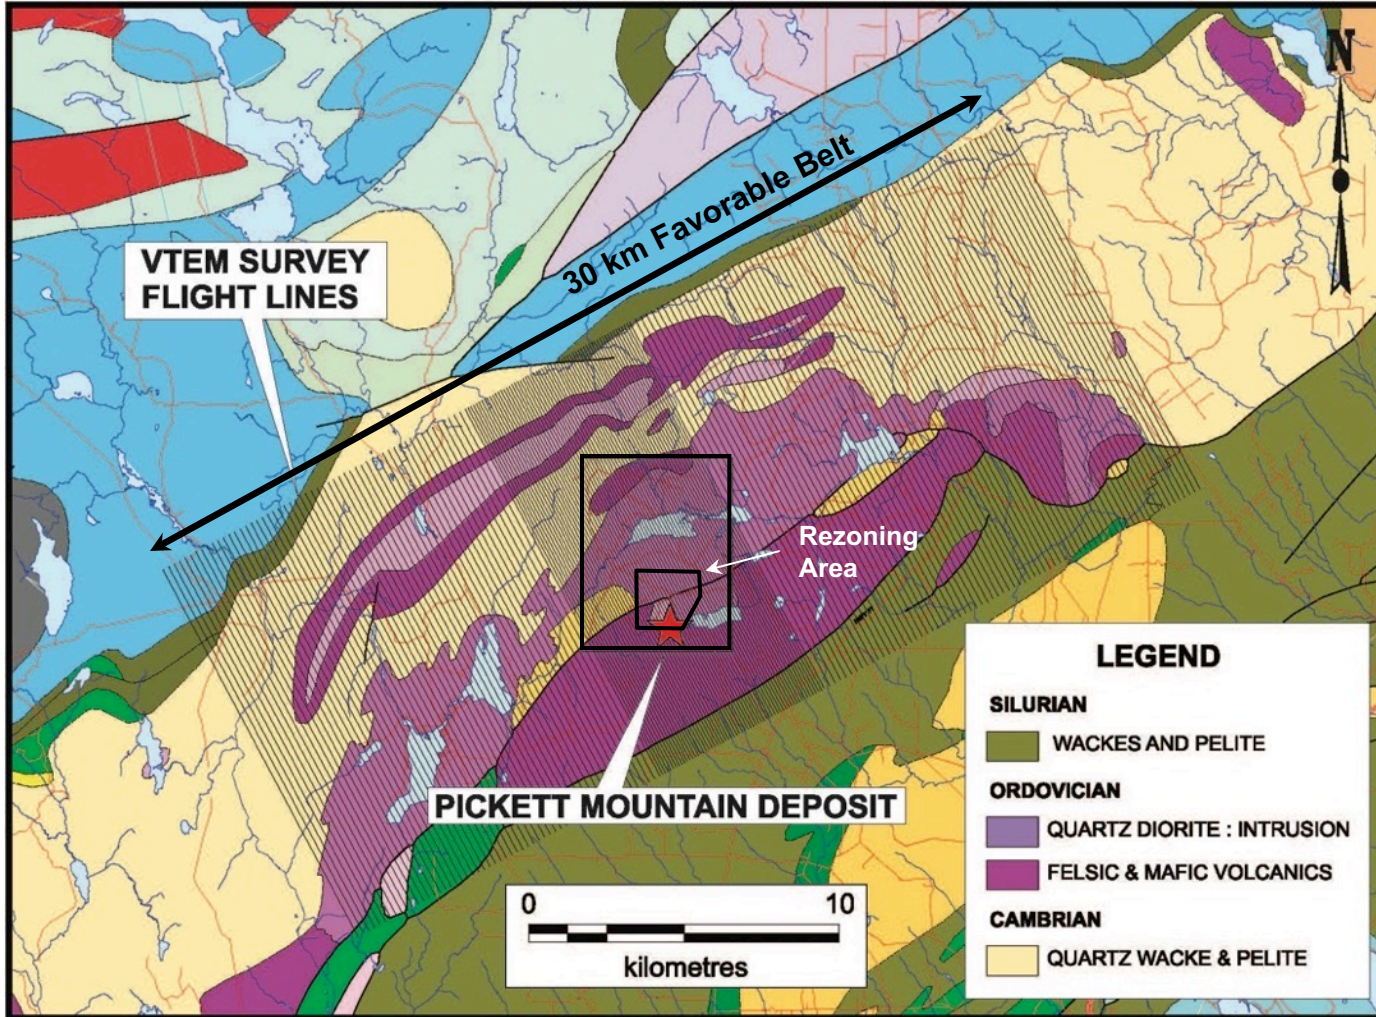 N
30 km Favorable Belt
VTEM SURVEY
FLIGHT LINES
Rezoning
Area
PICKETT MOUNTAIN DEPOSIT
0 10
kilometres
LEGEND
SILURIAN
WACKES AND PELITE
ORDOVICIAN
QUARTZ DIORITE : INTRUSION
FELSIC & MAFIC VOLCANICS
CAMBRIAN
QUARTZ WACKE & PELITE